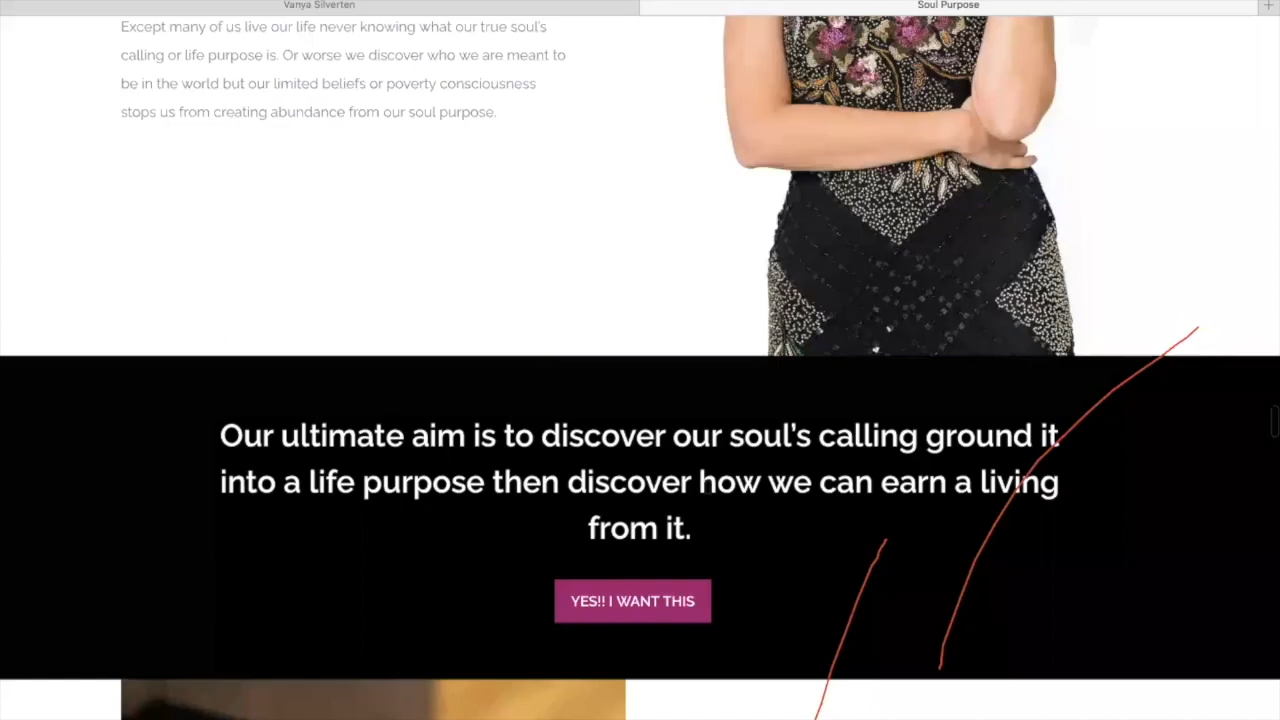 Vanya Silverten
Soul Purpose
Except many of us live our life never knowing what our true soul's
calling or life purpose is. Or worse we discover who we are meant to
be in the world but our limited beliefs or poverty consciousness
stops us from creating abundance from our soul purpose.
Our ultimate aim is to discover our soul’s calling ground it
into a life purpose then discover how we can earn a living
from it.
YES!! I WANT THIS